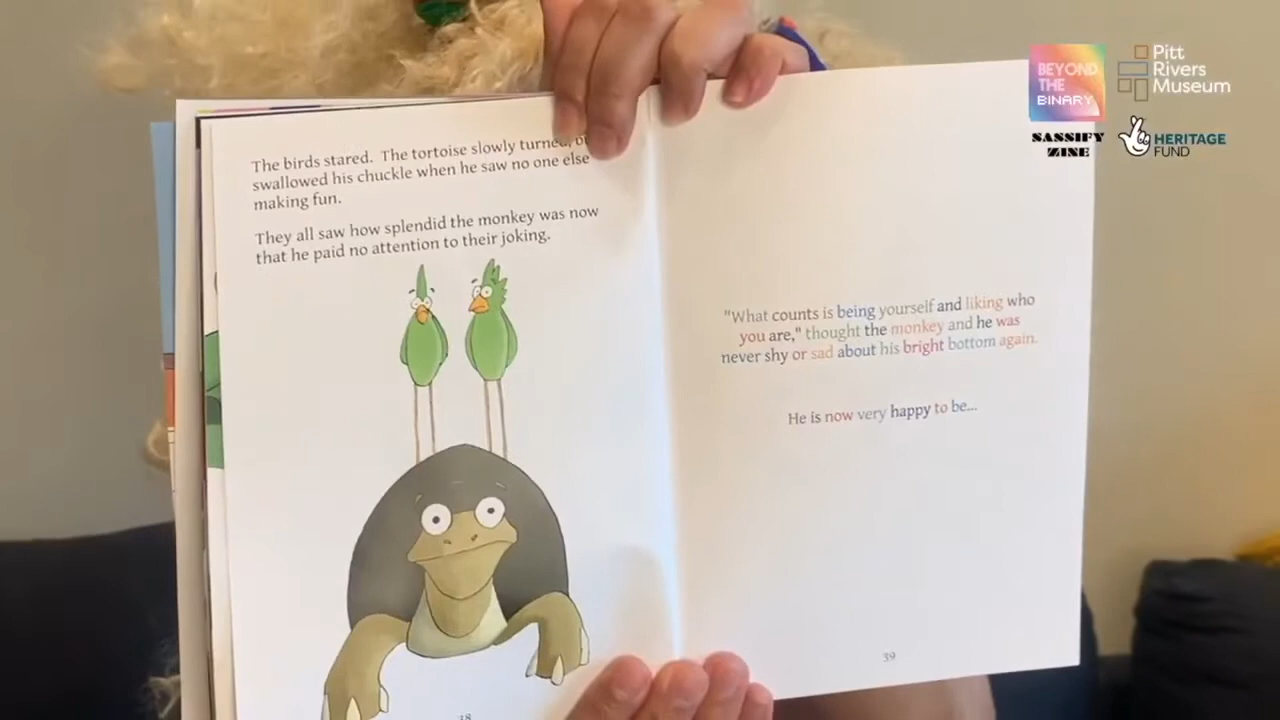 The birds stared.  The tortoise slowly turned,
swallowed his chuckle when he saw no one else
making fun.
They all saw how splendid the monkey was now
that he paid no attention to their joking.
38
"What counts is being yourself and liking who
you are," thought the monkey and he was
never shy or sad about his bright bottom again.
He is now very happy to be...
39
BEYOND
THE
BINARY
Pitt
Rivers
Museum
SASSIFY
ZINE
HERITAGE
FUND